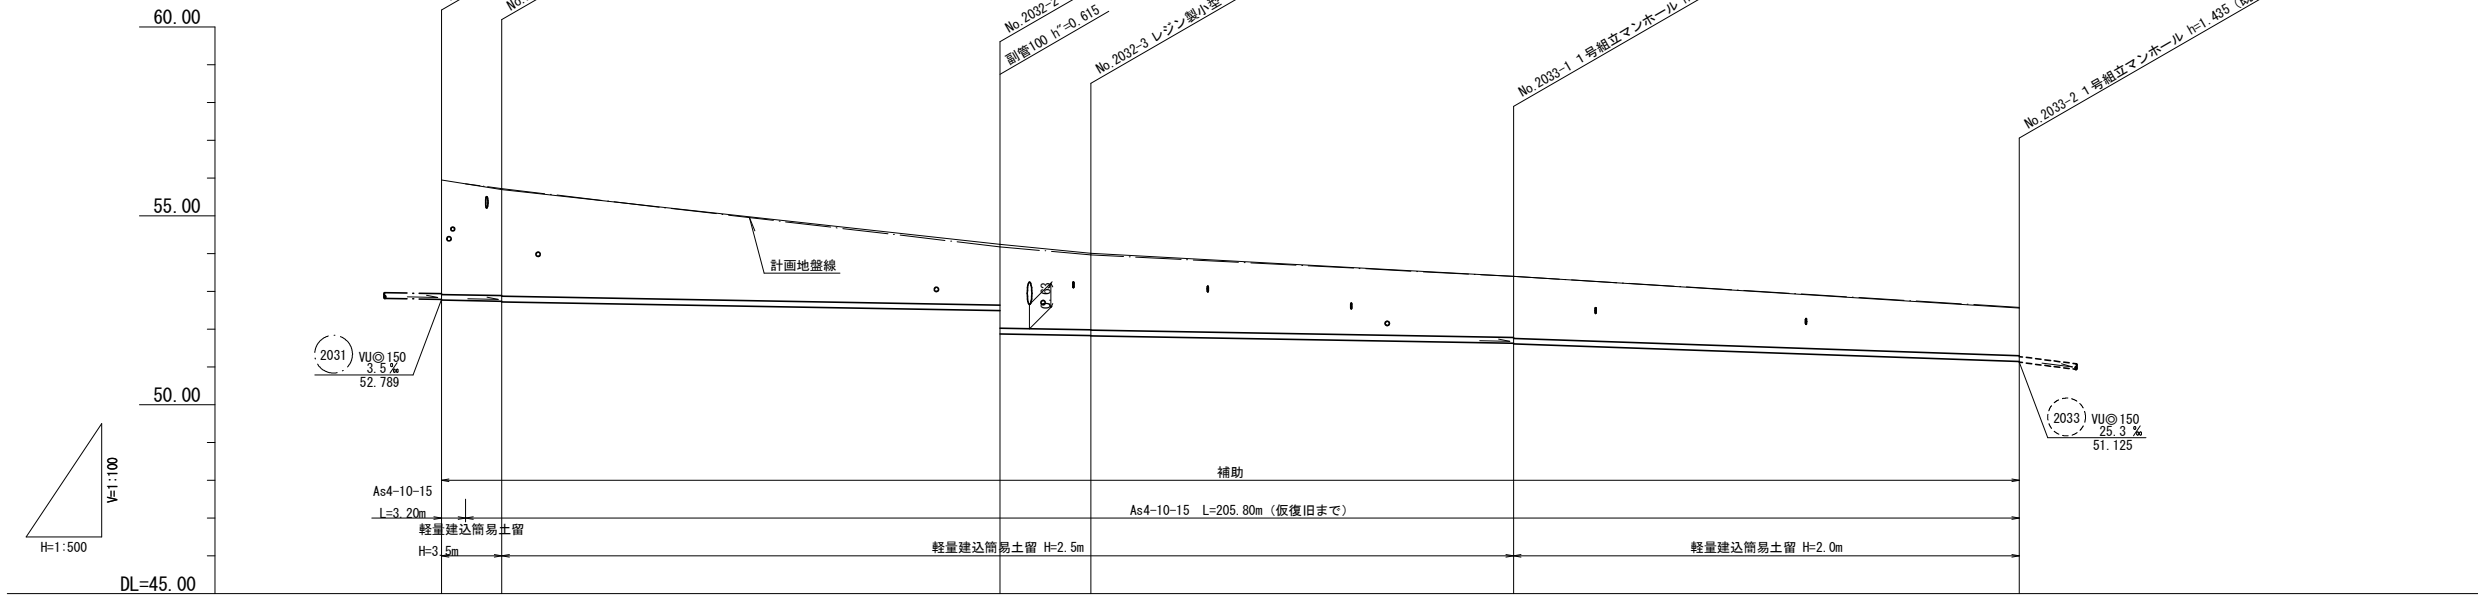 60.00
55.00
50.00
DL=45.00
V=1:100
H=1:500
No.
No.2032-2
副管100 h"=0.615
No.2032-3 レジン製小型
No.2033-1 1号組立マンホール
No.2033-2 1号組立マンホール h=1.435
計画地盤線
0.63
2031
VU◎150
3.5‰
52.789
2033
VU◎150
25.3 ‰
51.125
補助
As4-10-15
L=3.20m
As4-10-15 L=205.80m (仮復旧まで)
軽量建込簡易土留
H=3.5m
軽量建込簡易土留 H=2.5m
軽量建込簡易土留 H=2.0m